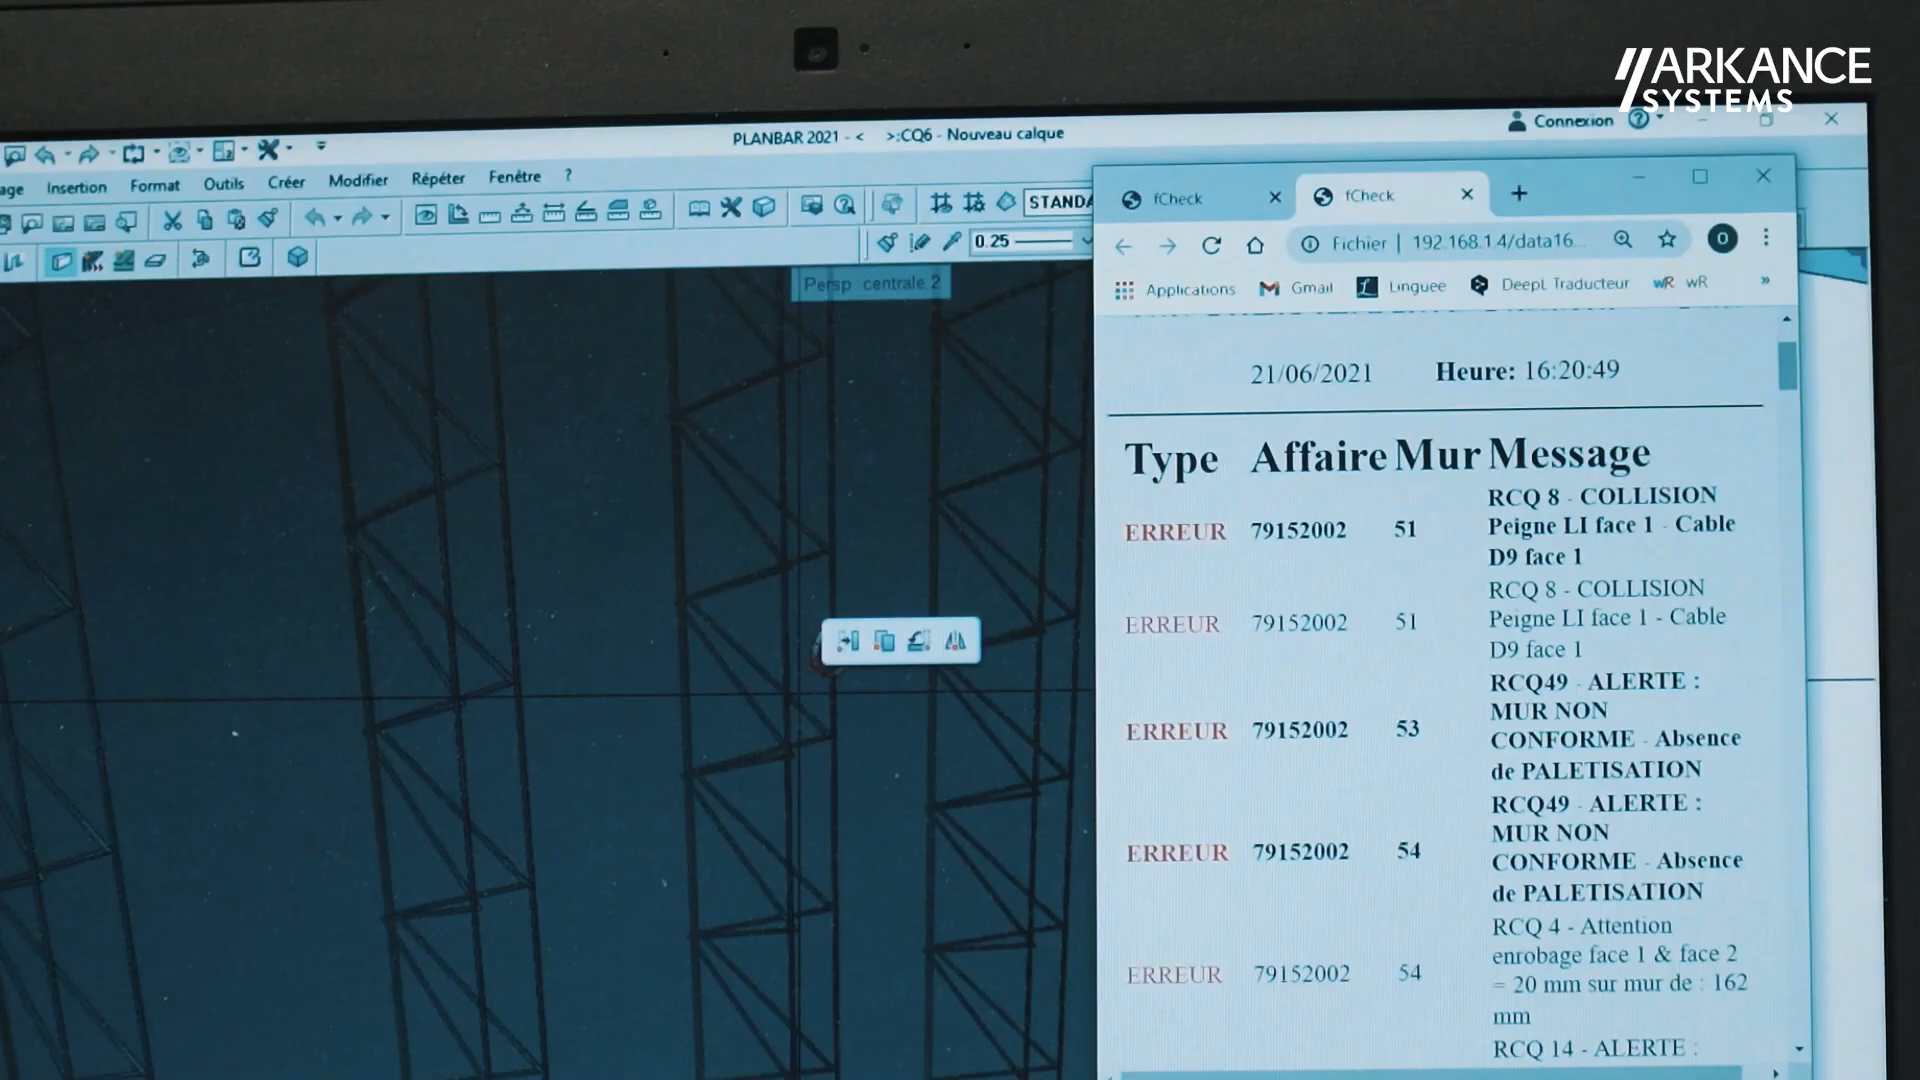 ARKANCE
SYSTEMS
PLANBAR 2021 - < >:CQ6 - Nouveau calque
Connexion
age Insertion Format Outils Créer Modifier Répéter Fenêtre ?
STANDA
0.25
Persp centrale 2
fCheck
fCheck
Fichier | 192.168.1.4/data16...
O
Applications Gmail Linguee DeepL Traducteur wR wR »
21/06/2021 Heure: 16:20:49
Type Affaire Mur Message
ERREUR 79152002 51 RCQ 8 - COLLISION
Peigne LI face 1 - Cable
D9 face 1
ERREUR 79152002 51 RCQ 8 - COLLISION
Peigne LI face 1 - Cable
D9 face 1
ERREUR 79152002 53 RCQ49 - ALERTE :
MUR NON
CONFORME - Absence
de PALETISATION
ERREUR 79152002 54 RCQ49 - ALERTE :
MUR NON
CONFORME - Absence
de PALETISATION
ERREUR 79152002 54 RCQ 4 - Attention
enrobage face 1 & face 2
= 20 mm sur mur de : 162
mm
RCQ 14 - ALERTE :